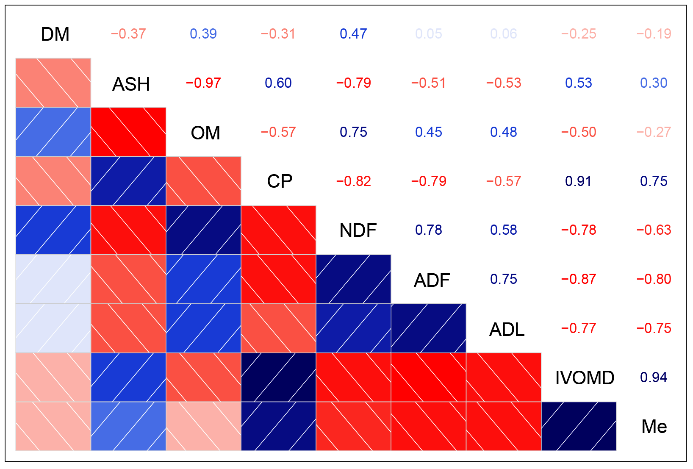 DM −0.37 0.39 −0.31 0.47 0.05 0.06 −0.25 −0.19
ASH −0.97 0.60 −0.79 −0.51 −0.53 0.53 0.30
OM −0.57 0.75 0.45 0.48 −0.50 −0.27
CP −0.82 −0.79 −0.57 0.91 0.75
NDF 0.78 0.58 −0.78 −0.63
ADF 0.75 −0.87 −0.80
ADL −0.77 −0.75
IVOMD 0.94
Me